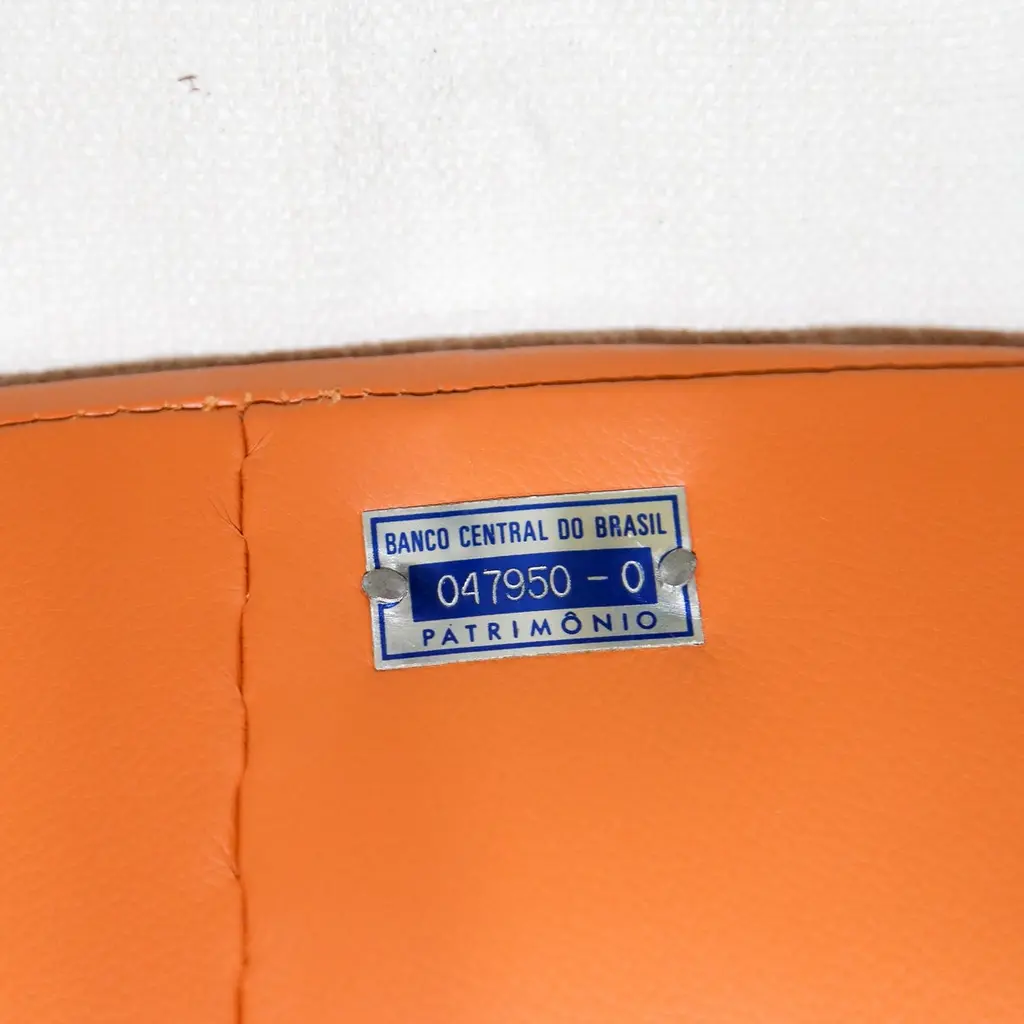 BANCO CENTRAL DO BRASIL
047950 - 0
PATRIMÔNIO